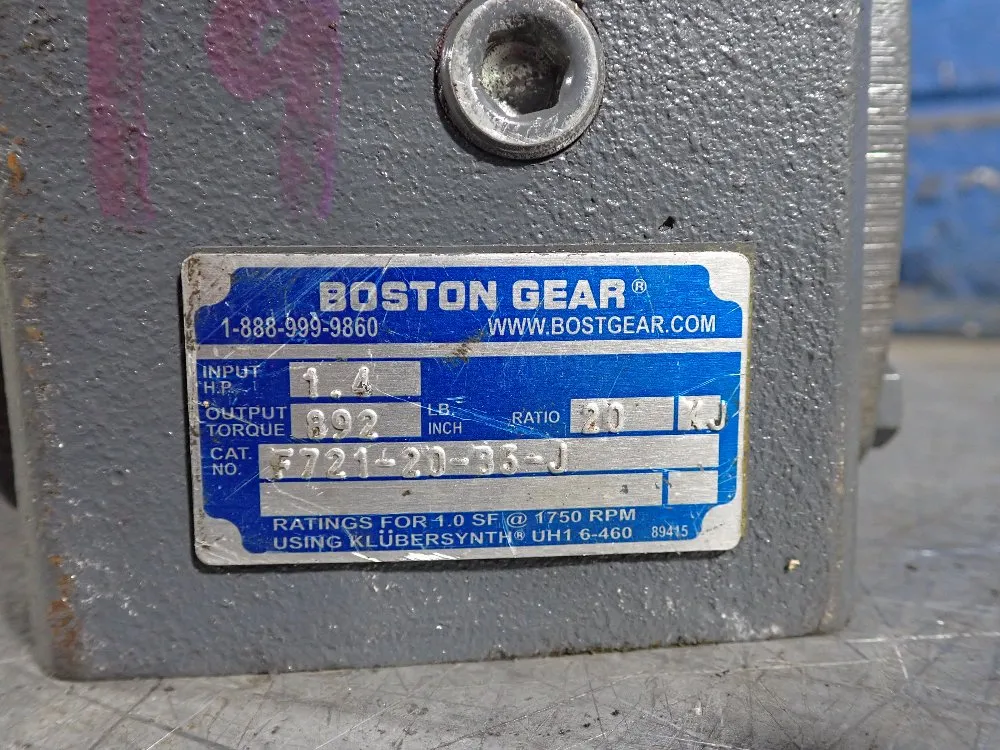 19
BOSTON GEAR®
1-888-999-9860 WWW.BOSTGEAR.COM
INPUT H.P. 1.4
OUTPUT TORQUE 892 LB. INCH RATIO 20 KJ
CAT. NO. F721-20-B5-J
RATINGS FOR 1.0 SF @ 1750 RPM
USING KLÜBERSYNTH® UH1 6-460 89415